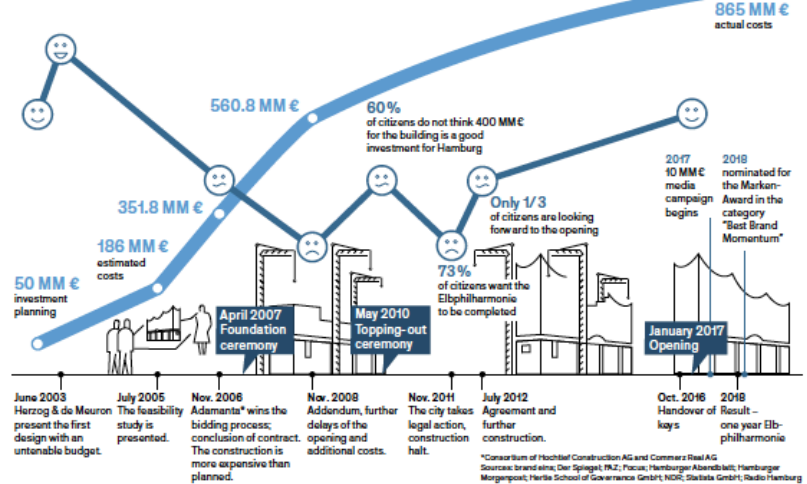 865 MM €
actual costs
560.8 MM €
60%
of citizens do not think 400 MM €
for the building is a good
investment for Hamburg
351.8 MM €
186 MM €
estimated
costs
50 MM €
investment
planning
Only 1/3
of citizens are looking
forward to the opening
73%
of citizens want the
Elbphilharmonie
to be completed
2017
10 MM €
media
campaign
begins
2018
nominated for
the Marken-
Award in the
category
"Best Brand
Momentum"
April 2007
Foundation
ceremony
May 2010
Topping-out
ceremony
January 2017
Opening
June 2003
Herzog & de Meuron
present the first
design with an
untenable budget.
July 2005
The feasibility
study is
presented.
Nov. 2006
Adamanta* wins the
bidding process;
conclusion of contract.
The construction is
more expensive than
planned.
Nov. 2008
Addendum, further
delays of the
opening and
additional costs.
Nov. 2011
The city takes
legal action,
construction
halt.
July 2012
Agreement and
further
construction.
Oct. 2016
Handover of
keys
2018
Result –
one year Elb-
philharmonie
*Consortium of Hochtief Construction AG and Commerz Real AG
Sources: brand eins; Der Spiegel; FAZ; Focus; Hamburger Abendblatt; Hamburger
Morgenpost; Hertie School of Governance GmbH; NDR; Statista GmbH; Radio Hamburg